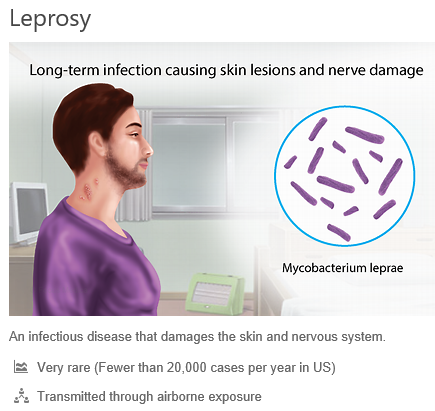 Leprosy
Long-term infection causing skin lesions and nerve damage
Mycobacterium leprae
An infectious disease that damages the skin and nervous system.
Very rare (Fewer than 20,000 cases per year in US)
Transmitted through airborne exposure